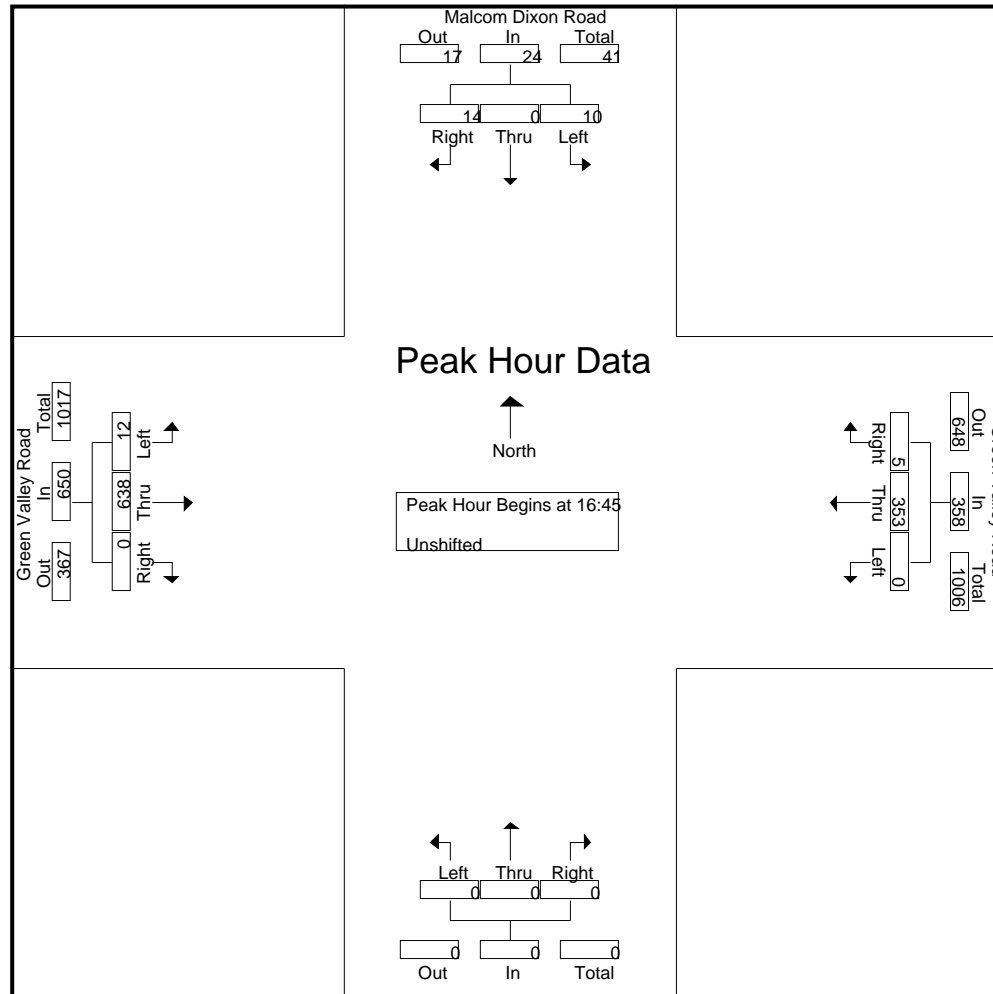 Malcom Dixon Road
Out In Total
17 24 41
14 0 10
Right Thru Left
Peak Hour Data
North
Peak Hour Begins at 16:45
Unshifted
Green Valley Road
Total In Out
1017 650 367
12 638 0
Left Thru Right
Out In Total
648 358 1006
5 353 0
Right Thru Left
Left Thru Right
0 0 0
0 0 0
Out In Total